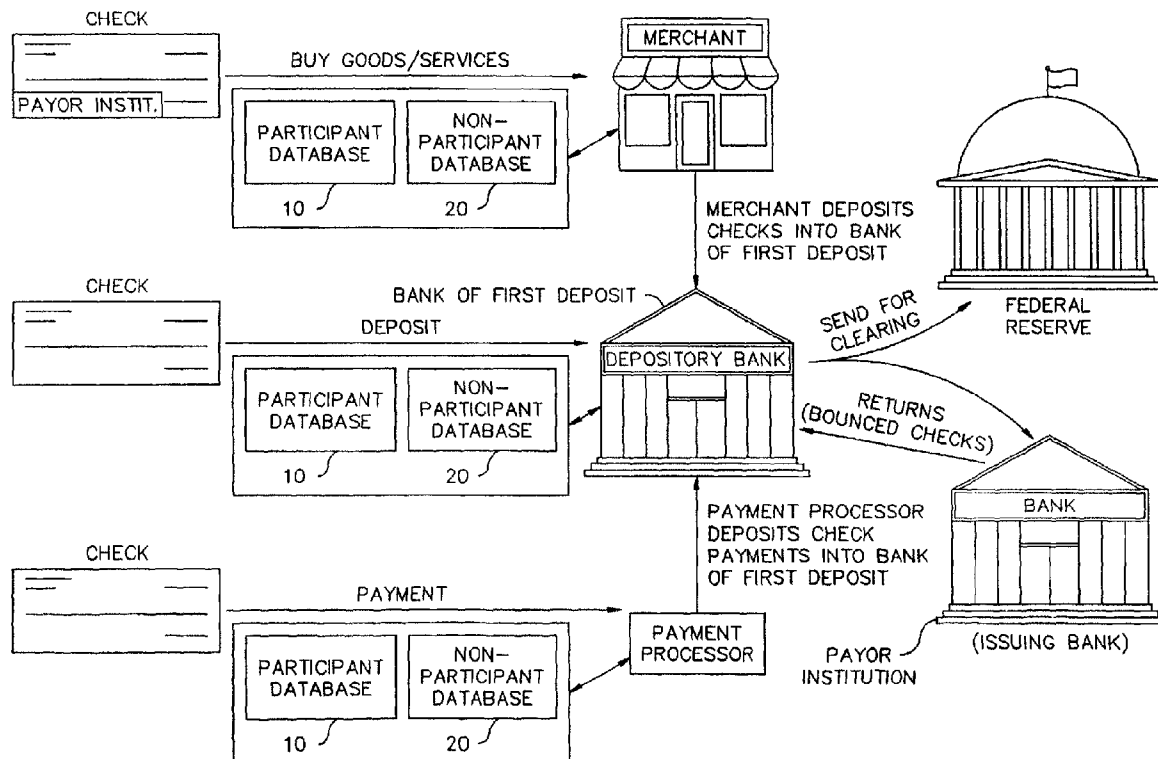 CHECK
PAYOR INSTIT.
BUY GOODS/SERVICES
PARTICIPANT
DATABASE
10
NON-
PARTICIPANT
DATABASE
20
MERCHANT
MERCHANT DEPOSITS
CHECKS INTO BANK
OF FIRST DEPOSIT
FEDERAL
RESERVE
CHECK
BANK OF FIRST DEPOSIT
DEPOSIT
PARTICIPANT
DATABASE
10
NON-
PARTICIPANT
DATABASE
20
DEPOSITORY BANK
SEND FOR
CLEARING
RETURNS
(BOUNCED CHECKS)
BANK
(ISSUING BANK)
PAYOR
INSTITUTION
PAYMENT PROCESSOR
DEPOSITS CHECK
PAYMENTS INTO BANK
OF FIRST DEPOSIT
CHECK
PAYMENT
PARTICIPANT
DATABASE
10
NON-
PARTICIPANT
DATABASE
20
PAYMENT
PROCESSOR